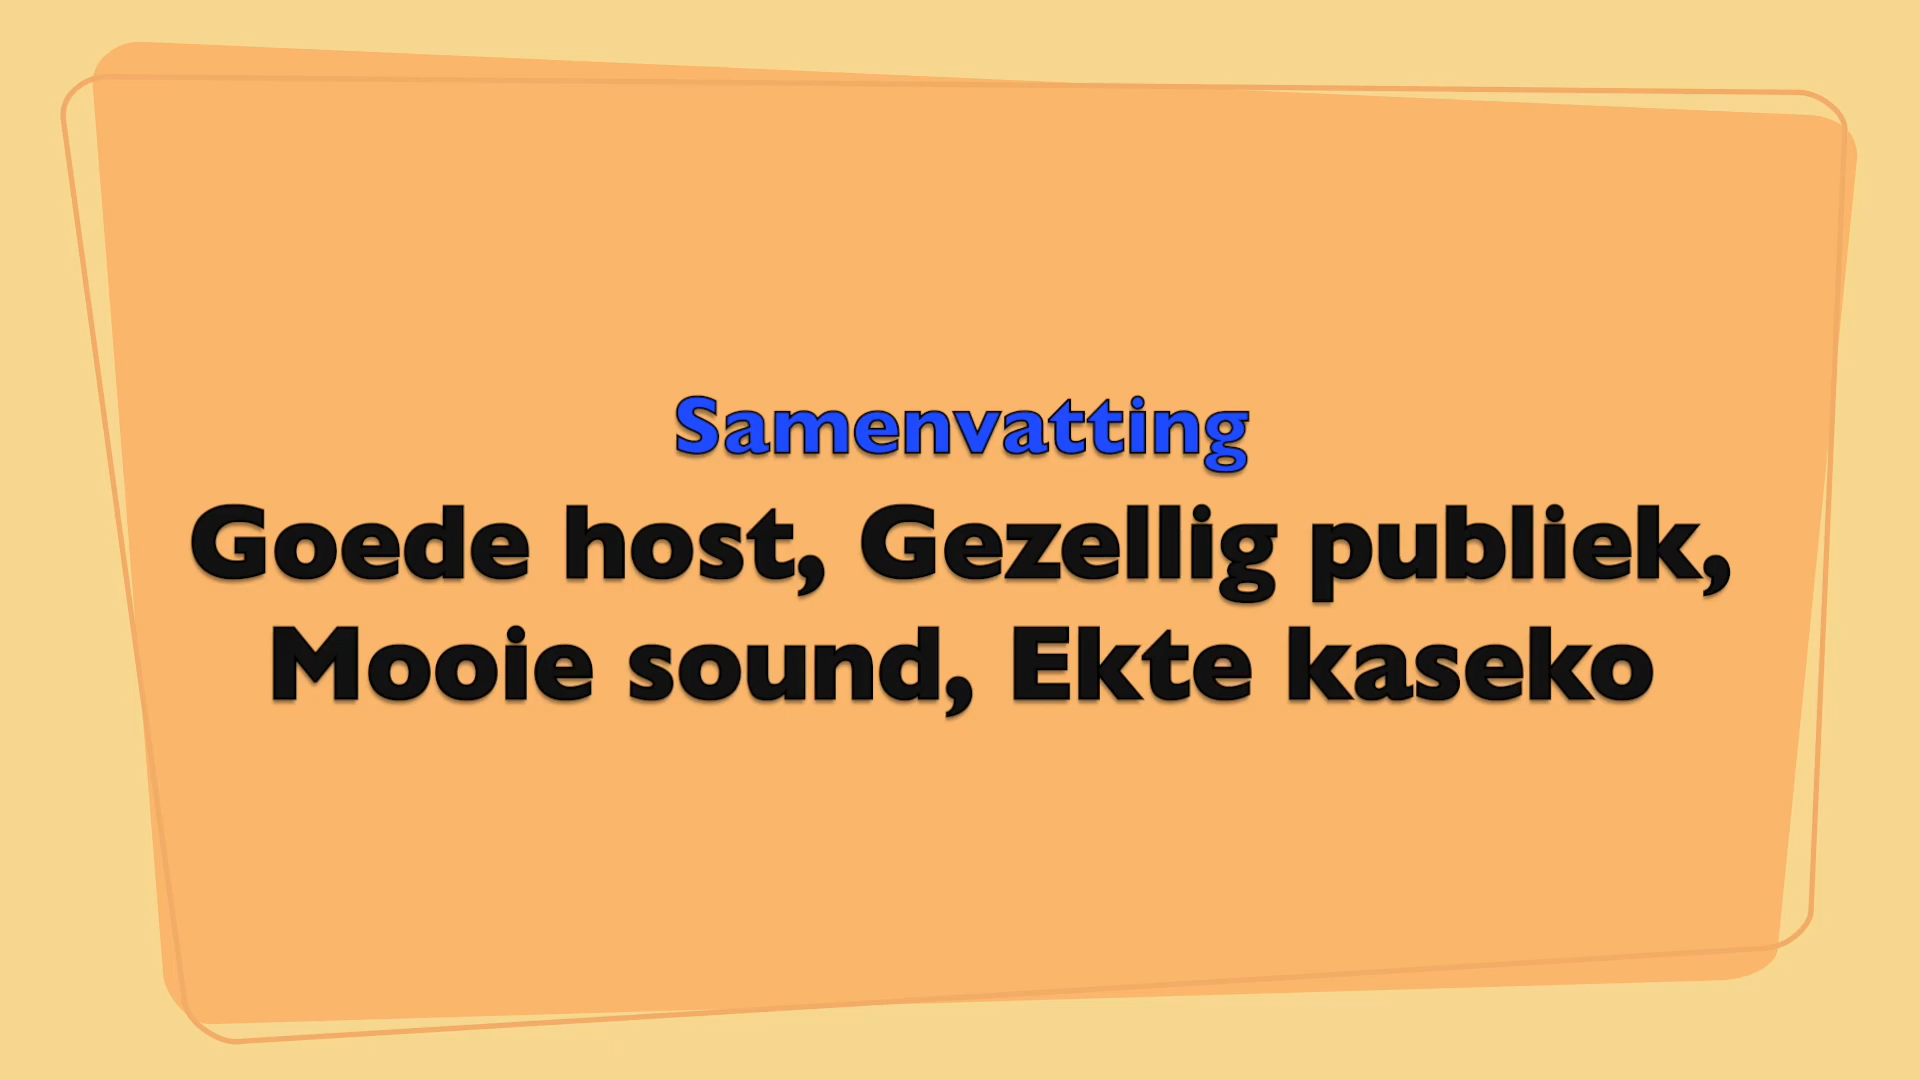 Samenvatting
Goede host, Gezellig publiek,
Mooie sound, Ekte kaseko